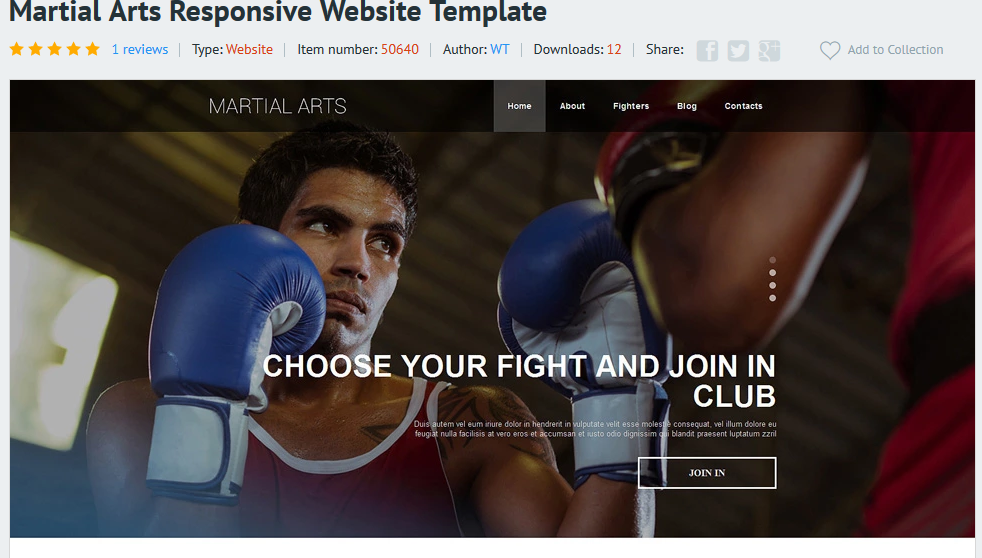 Martial Arts Responsive Website Template
1 reviews Type: Website Item number: 50640 Author: WT Downloads: 12 Share: Add to Collection
MARTIAL ARTS Home About Fighters Blog Contacts
CHOOSE YOUR FIGHT AND JOIN IN
CLUB
Duis autem vel eum iriure dolor in hendrerit in vulputate velit esse molestie consequat, vel illum dolore eu
feugiat nulla facilisis at vero eros et accumsan et iusto odio dignissim qui blandit praesent luptatum zzril
JOIN IN